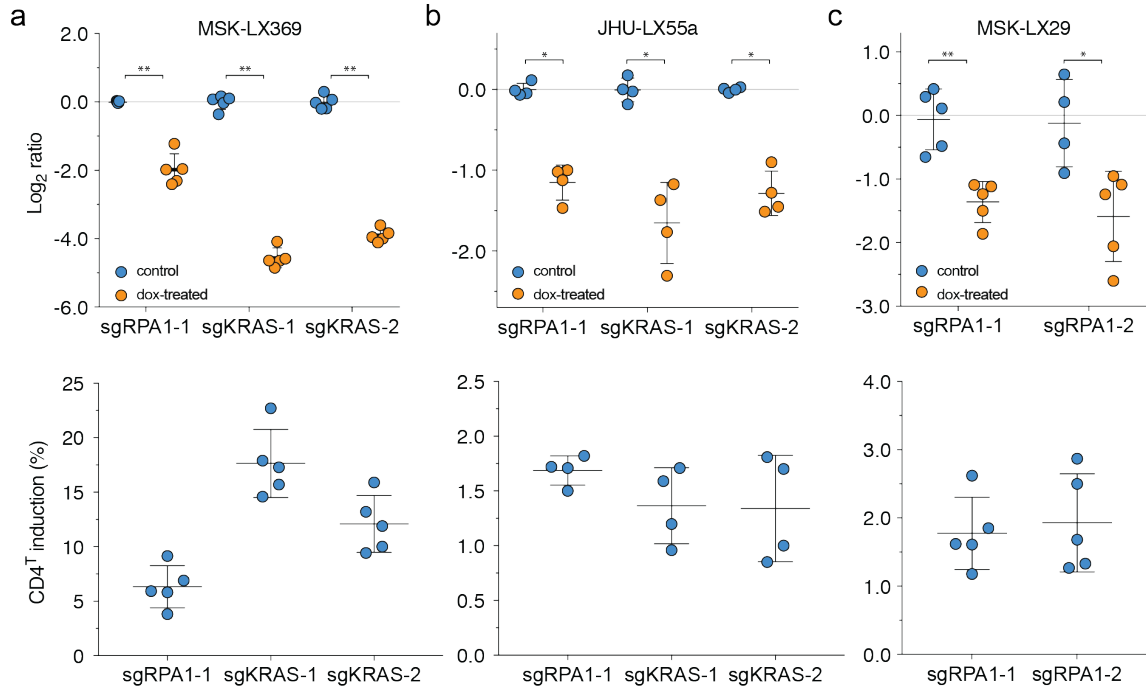 a
MSK-LX369
Log2 ratio
2.0
0.0
-2.0
-4.0
-6.0
** ** **
control
dox-treated
sgRPA1-1 sgKRAS-1 sgKRAS-2
b
JHU-LX55a
0.0
-1.0
-2.0
* * *
control
dox-treated
sgRPA1-1 sgKRAS-1 sgKRAS-2
c
MSK-LX29
1.0
0.0
-1.0
-2.0
-3.0
** *
control
dox-treated
sgRPA1-1 sgRPA1-2
CD4T induction (%)
25
20
15
10
5
0
sgRPA1-1 sgKRAS-1 sgKRAS-2
2.5
2.0
1.5
1.0
0.5
0.0
sgRPA1-1 sgKRAS-1 sgKRAS-2
4.0
3.0
2.0
1.0
0.0
sgRPA1-1 sgRPA1-2